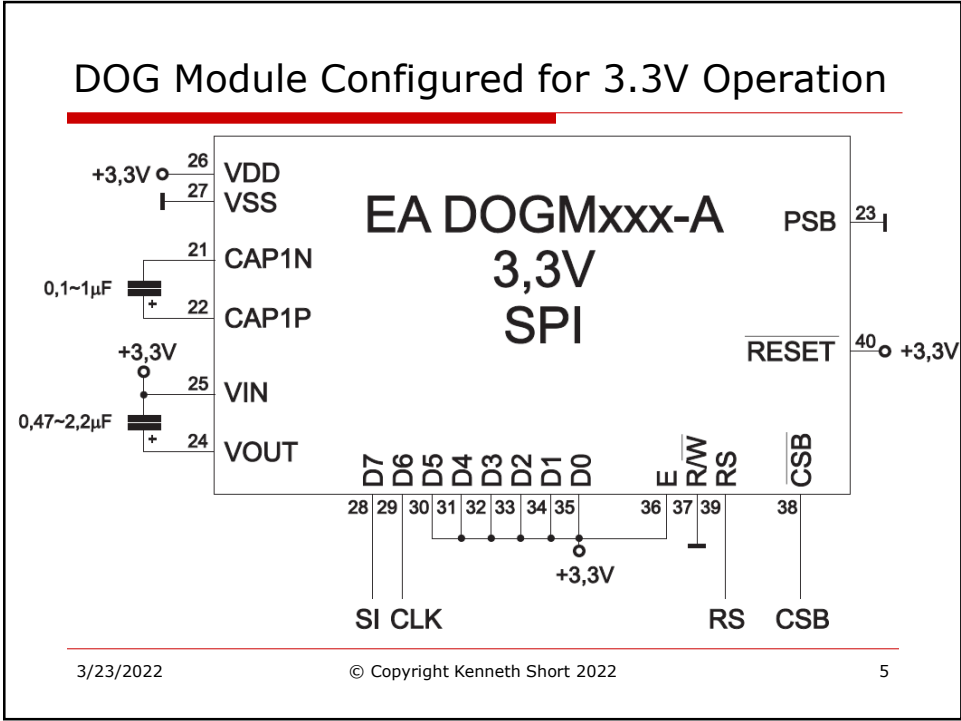 DOG Module Configured for 3.3V Operation
+3,3V
26
VDD
27
VSS
21
CAP1N
0,1~1µF
+
22
CAP1P
+3,3V
25
VIN
0,47~2,2µF
+
24
VOUT
EA DOGMxxx-A
3,3V
SPI
PSB
23
RESET
40
+3,3V
D7 D6 D5 D4 D3 D2 D1 D0 E R/W RS CSB
28 29 30 31 32 33 34 35 36 37 39 38
+3,3V
SI CLK RS CSB
3/23/2022 © Copyright Kenneth Short 2022 5